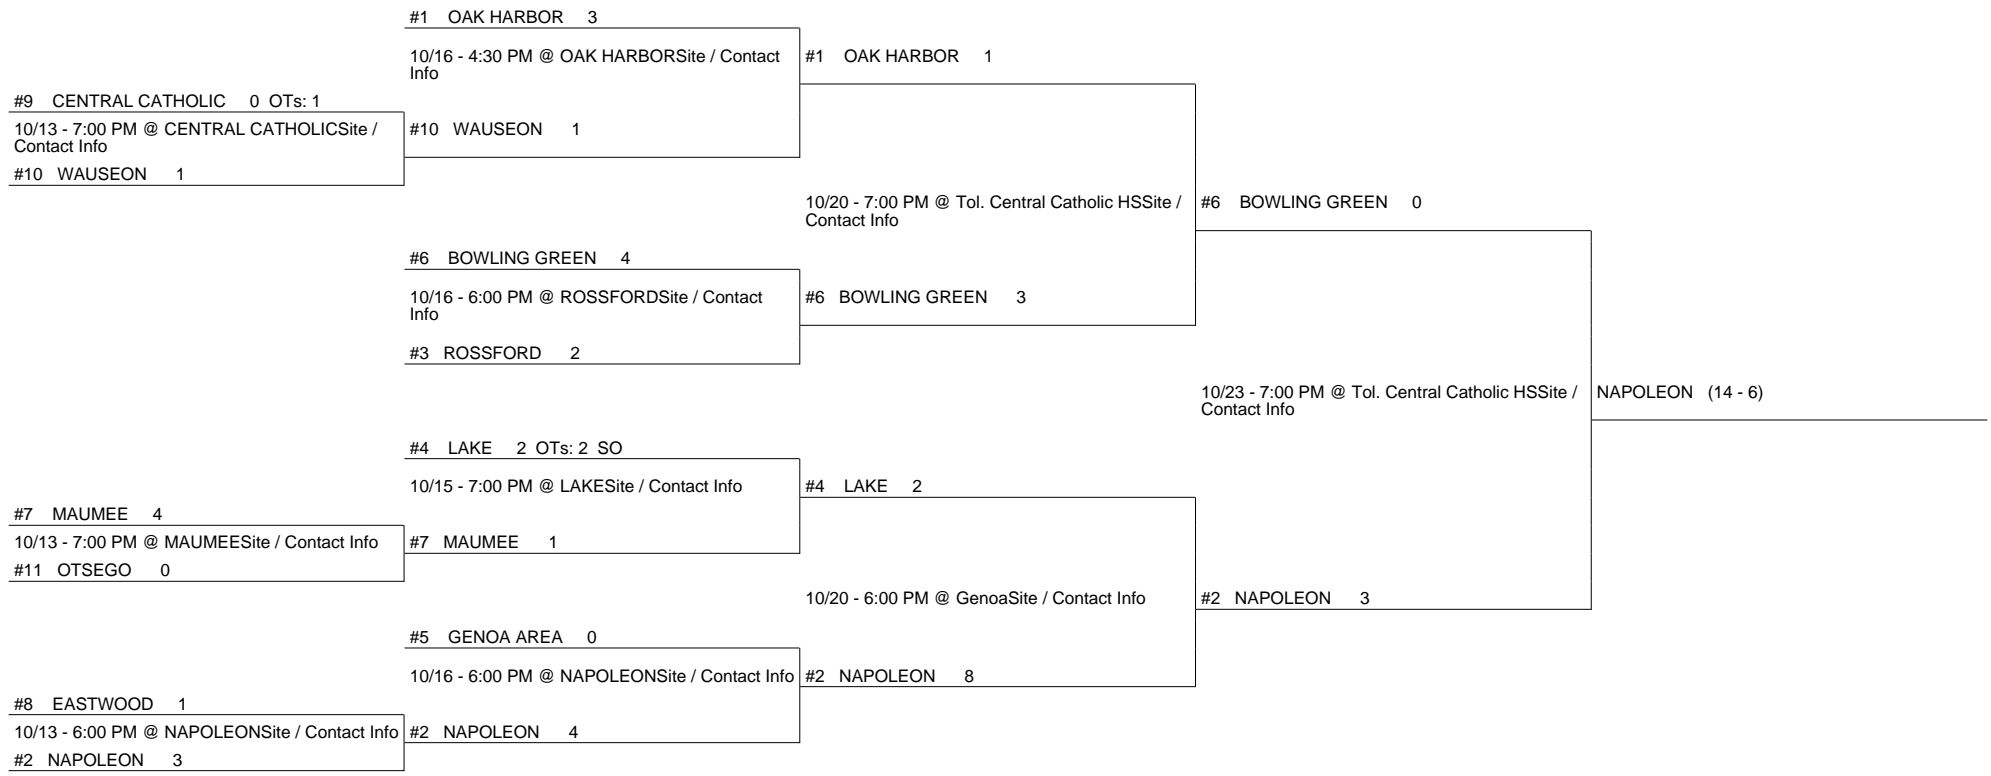 #1 OAK HARBOR 3
10/16 - 4:30 PM @ OAK HARBORSite / Contact
Info
#1 OAK HARBOR 1
#9 CENTRAL CATHOLIC 0 OTs: 1
10/13 - 7:00 PM @ CENTRAL CATHOLICSite /
Contact Info
#10 WAUSEON 1
#10 WAUSEON 1
10/20 - 7:00 PM @ Tol. Central Catholic HSSite /
Contact Info
#6 BOWLING GREEN 0
#6 BOWLING GREEN 4
10/16 - 6:00 PM @ ROSSFORDSite / Contact
Info
#6 BOWLING GREEN 3
#3 ROSSFORD 2
10/23 - 7:00 PM @ Tol. Central Catholic HSSite /
Contact Info
NAPOLEON (14 - 6)
#4 LAKE 2 OTs: 2 SO
10/15 - 7:00 PM @ LAKESite / Contact Info
#4 LAKE 2
#7 MAUMEE 4
10/13 - 7:00 PM @ MAUMEESite / Contact Info
#7 MAUMEE 1
#11 OTSEGO 0
10/20 - 6:00 PM @ GenoaSite / Contact Info
#2 NAPOLEON 3
#5 GENOA AREA 0
10/16 - 6:00 PM @ NAPOLEONSite / Contact Info
#2 NAPOLEON 8
#8 EASTWOOD 1
10/13 - 6:00 PM @ NAPOLEONSite / Contact Info
#2 NAPOLEON 4
#2 NAPOLEON 3